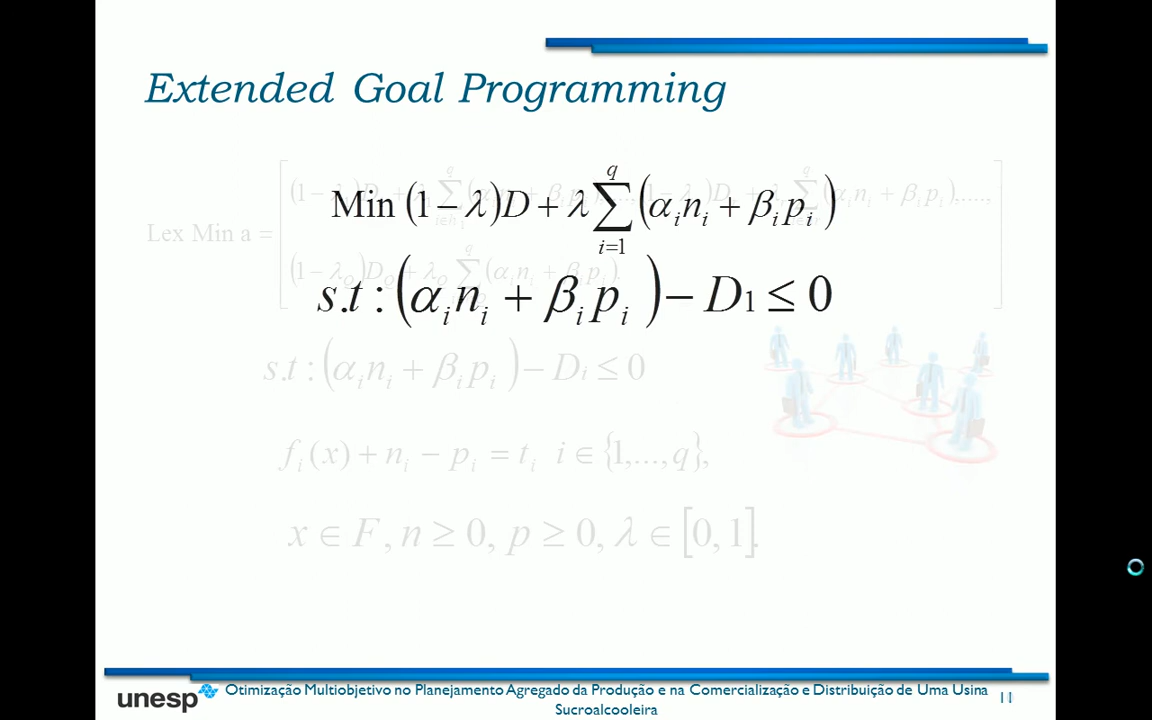 Extended Goal Programming
Min (1 − λ)D + λ ∑_{i=1}^{q} (α_i n_i + β_i p_i)
s.t : (α_i n_i + β_i p_i) − D_1 ≤ 0
Lex Min a =
s.t : (α_i n_i + β_i p_i) − D_i ≤ 0
f_i(x) + n_i − p_i = t_i i ∈ {1,...,q},
x ∈ F, n ≥ 0, p ≥ 0, λ ∈ [0, 1].
unesp
Otimização Multiobjetivo no Planejamento Agregado da Produção e na Comercialização e Distribuição de Uma Usina
Sucroalcooleira